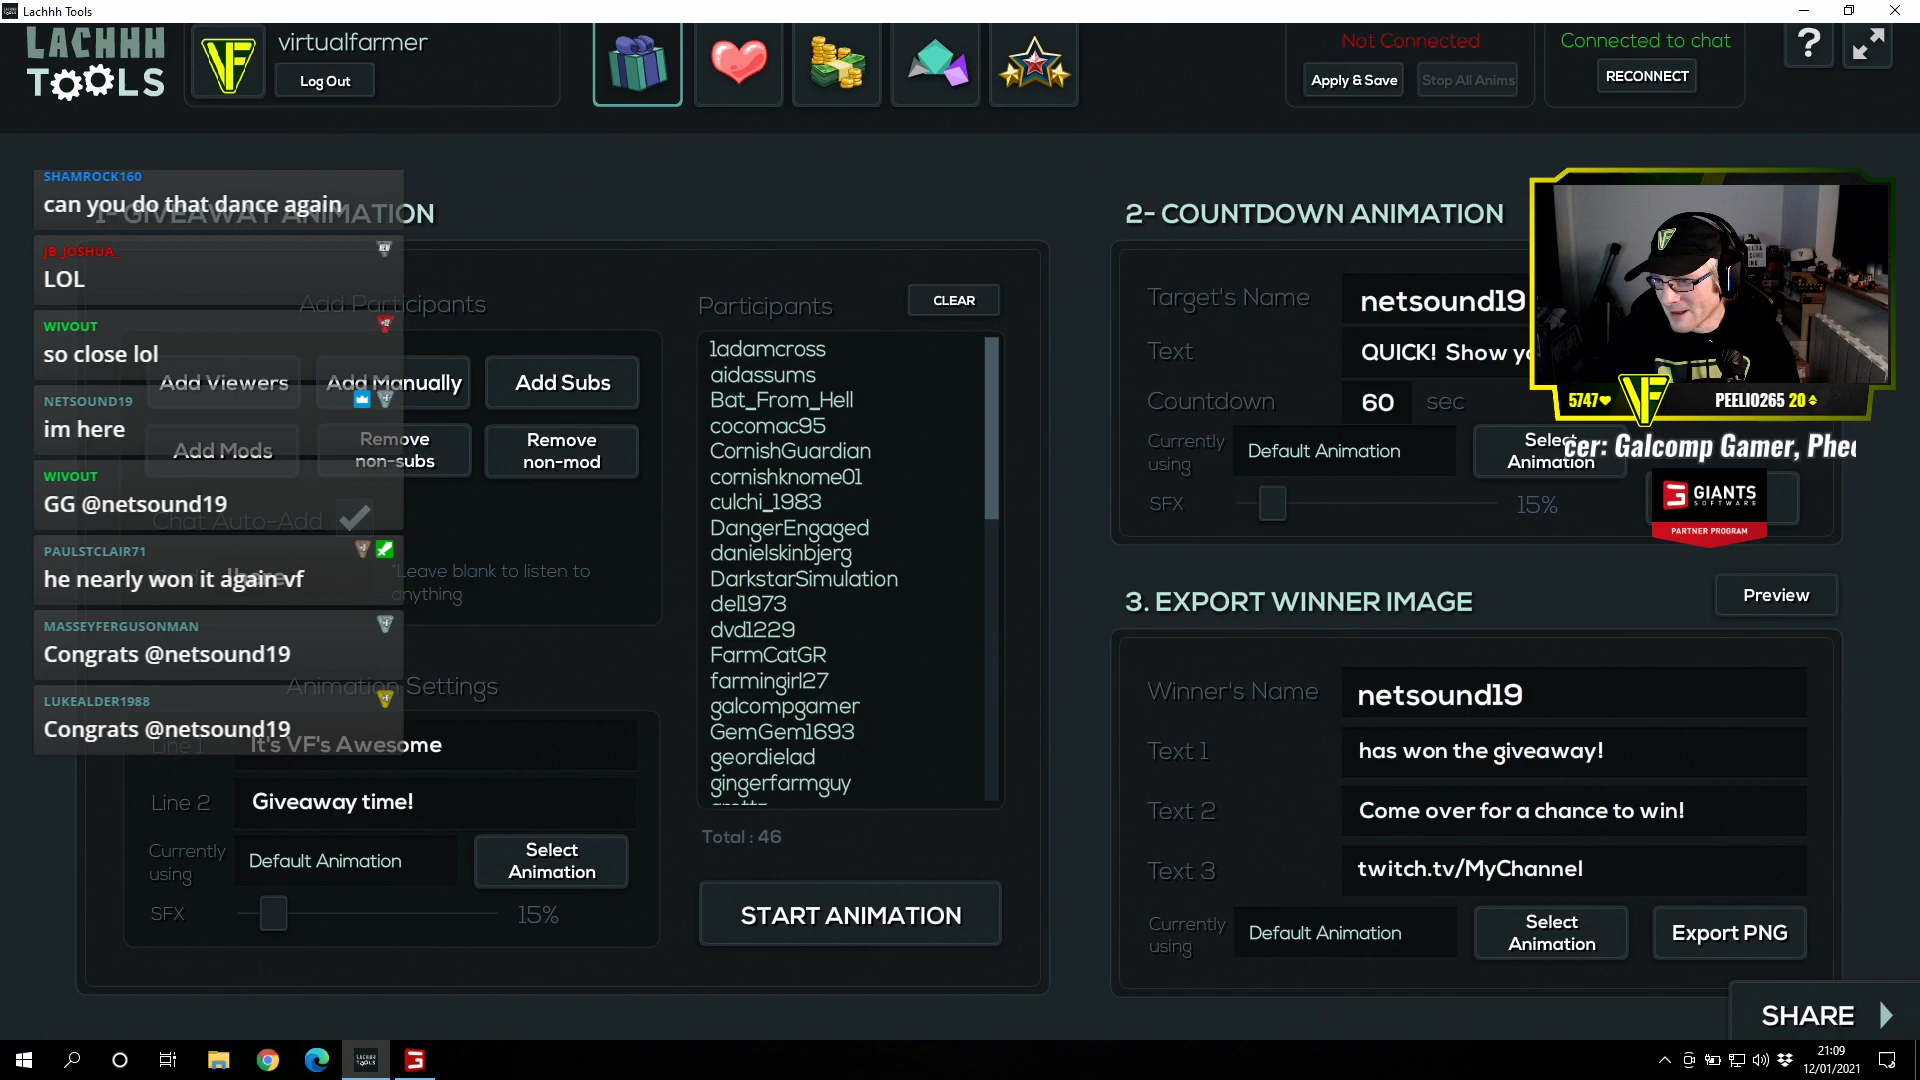 Lachhh Tools
LACHHH
TOOLS
virtualfarmer
Log Out
Not Connected
Apply & Save
Stop All Anims
Connected to chat
RECONNECT
?
SHAMROCK160
can you do that dance again
JB_JOSHUA_
LOL
WIVOUT
so close lol
NETSOUND19
im here
WIVOUT
GG @netsound19
PAULSTCLAIR71
he nearly won it again vf
MASSEYFERGUSONMAN
Congrats @netsound19
LUKEALDER1988
Congrats @netsound19
1- GIVEAWAY ANIMATION
Add Participants
Add Viewers
Add Manually
Add Subs
Add Mods
Remove
non-subs
Remove
non-mod
Chat Auto-Add
*Leave blank to listen to
anything
Animation Settings
Line 1
It's VF's Awesome
Line 2
Giveaway time!
Currently
using
Default Animation
Select
Animation
SFX
15%
Participants
CLEAR
1adamcross
aidassums
Bat_From_Hell
cocomac95
CornishGuardian
cornishknome01
culchi_1983
DangerEngaged
danielskinbjerg
DarkstarSimulation
del1973
dvd1229
FarmCatGR
farmingirl27
galcompgamer
GemGem1693
geordielad
gingerfarmguy
Total : 46
START ANIMATION
2- COUNTDOWN ANIMATION
Target's Name
netsound19
Text
QUICK! Show yo
Countdown
60
sec
Currently
using
Default Animation
Select
Animation
SFX
15%
5747
VF
PEELIO265 20
cer: Galcomp Gamer, Phe
GIANTS
SOFTWARE
PARTNER PROGRAM
3. EXPORT WINNER IMAGE
Preview
Winner's Name
netsound19
Text 1
has won the giveaway!
Text 2
Come over for a chance to win!
Text 3
twitch.tv/MyChannel
Currently
using
Default Animation
Select
Animation
Export PNG
SHARE
21:09
12/01/2021